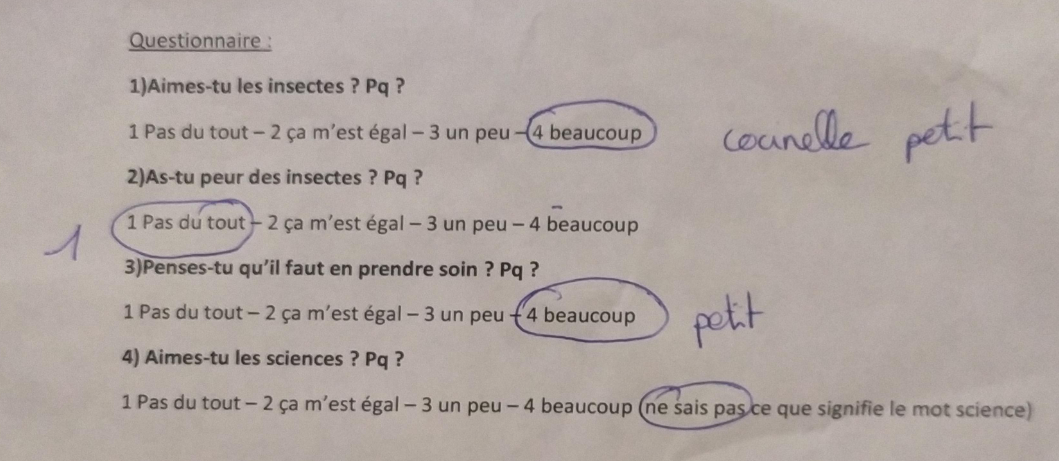 Questionnaire :
1)Aimes-tu les insectes ? Pq ?
1 Pas du tout – 2 ça m'est égal – 3 un peu – 4 beaucoup cocinelle petit
2)As-tu peur des insectes ? Pq ?
1 Pas du tout – 2 ça m'est égal – 3 un peu – 4 beaucoup
1
3)Penses-tu qu'il faut en prendre soin ? Pq ?
1 Pas du tout – 2 ça m'est égal – 3 un peu – 4 beaucoup petit
4) Aimes-tu les sciences ? Pq ?
1 Pas du tout – 2 ça m'est égal – 3 un peu – 4 beaucoup (ne sais pas ce que signifie le mot science)